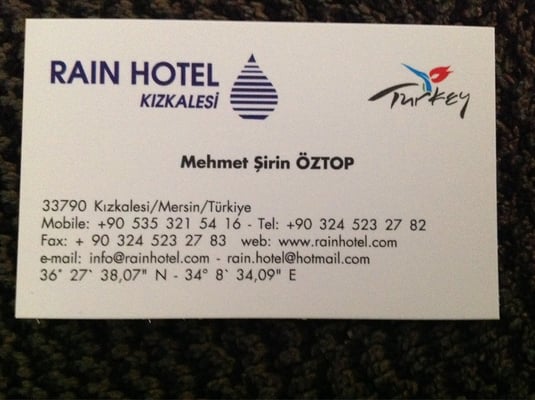 RAIN HOTEL
KIZKALESİ
Turkey
Mehmet Şirin ÖZTOP
33790 Kızkalesi/Mersin/Türkiye
Mobile: +90 535 321 54 16 - Tel: +90 324 523 27 82
Fax: + 90 324 523 27 83 web: www.rainhotel.com
e-mail: info@rainhotel.com - rain.hotel@hotmail.com
36° 27` 38,07" N - 34° 8` 34,09" E